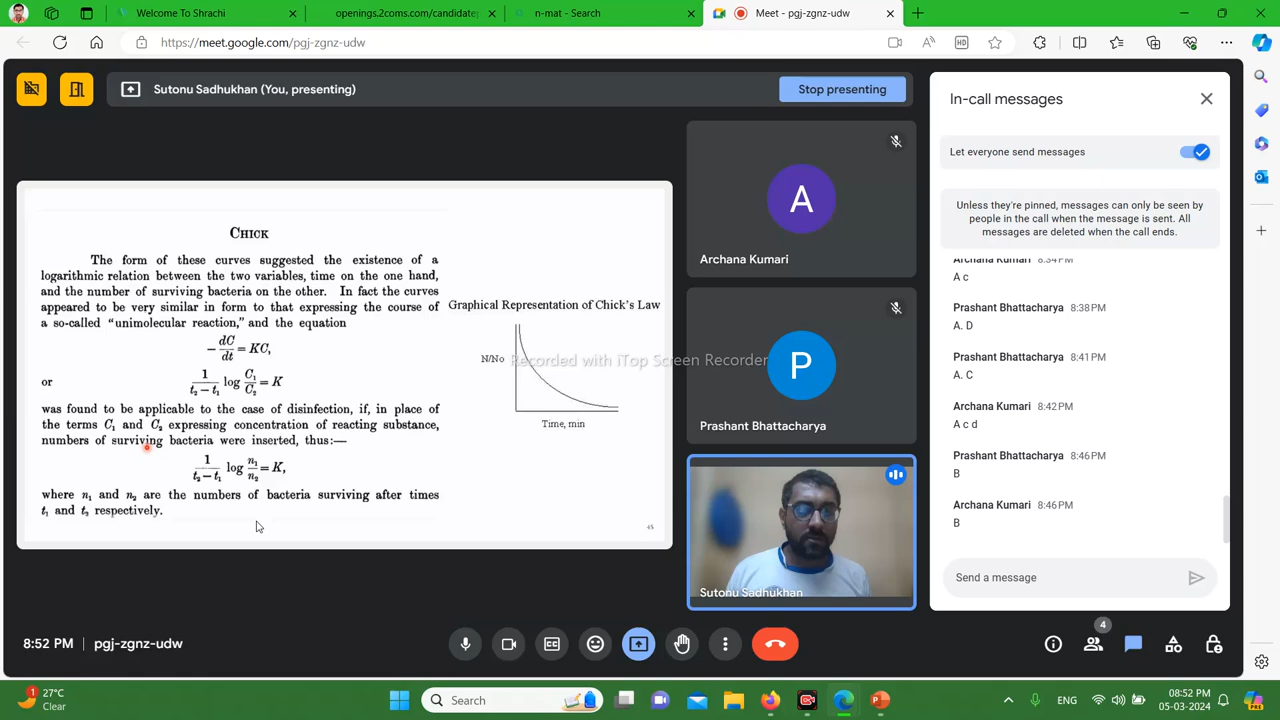 Welcome To Shrachi
openings.2coms.com/candidate
n-mat - Search
Meet - pgj-zgnz-udw
https://meet.google.com/pgj-zgnz-udw
Sutonu Sadhukhan (You, presenting)
Stop presenting
CHICK
The form of these curves suggested the existence of a
logarithmic relation between the two variables, time on the one hand,
and the number of surviving bacteria on the other. In fact the curves
appeared to be very similar in form to that expressing the course of
a so-called "unimolecular reaction," and the equation
- dC/dt = KC,
or 1/(t₂ - t₁) log C₁/C₂ = K
was found to be applicable to the case of disinfection, if, in place of
the terms C₁ and C₂ expressing concentration of reacting substance,
numbers of surviving bacteria were inserted, thus:—
1/(t₂ - t₁) log n₁/n₂ = K,
where n₁ and n₂ are the numbers of bacteria surviving after times
t₁ and t₂ respectively.
Graphical Representation of Chick's Law
N/No
Time, min
Recorded with iTop Screen Recorder
A
Archana Kumari
P
Prashant Bhattacharya
Sutonu Sadhukhan
In-call messages
Let everyone send messages
Unless they're pinned, messages can only be seen by
people in the call when the message is sent. All
messages are deleted when the call ends.
Archana Kumari 8:34 PM
A c
Prashant Bhattacharya 8:38 PM
A. D
Prashant Bhattacharya 8:41 PM
A. C
Archana Kumari 8:42 PM
A c d
Prashant Bhattacharya 8:46 PM
B
Archana Kumari 8:46 PM
B
Send a message
8:52 PM | pgj-zgnz-udw
4
1
27°C
Clear
Search
ENG
08:52 PM
05-03-2024